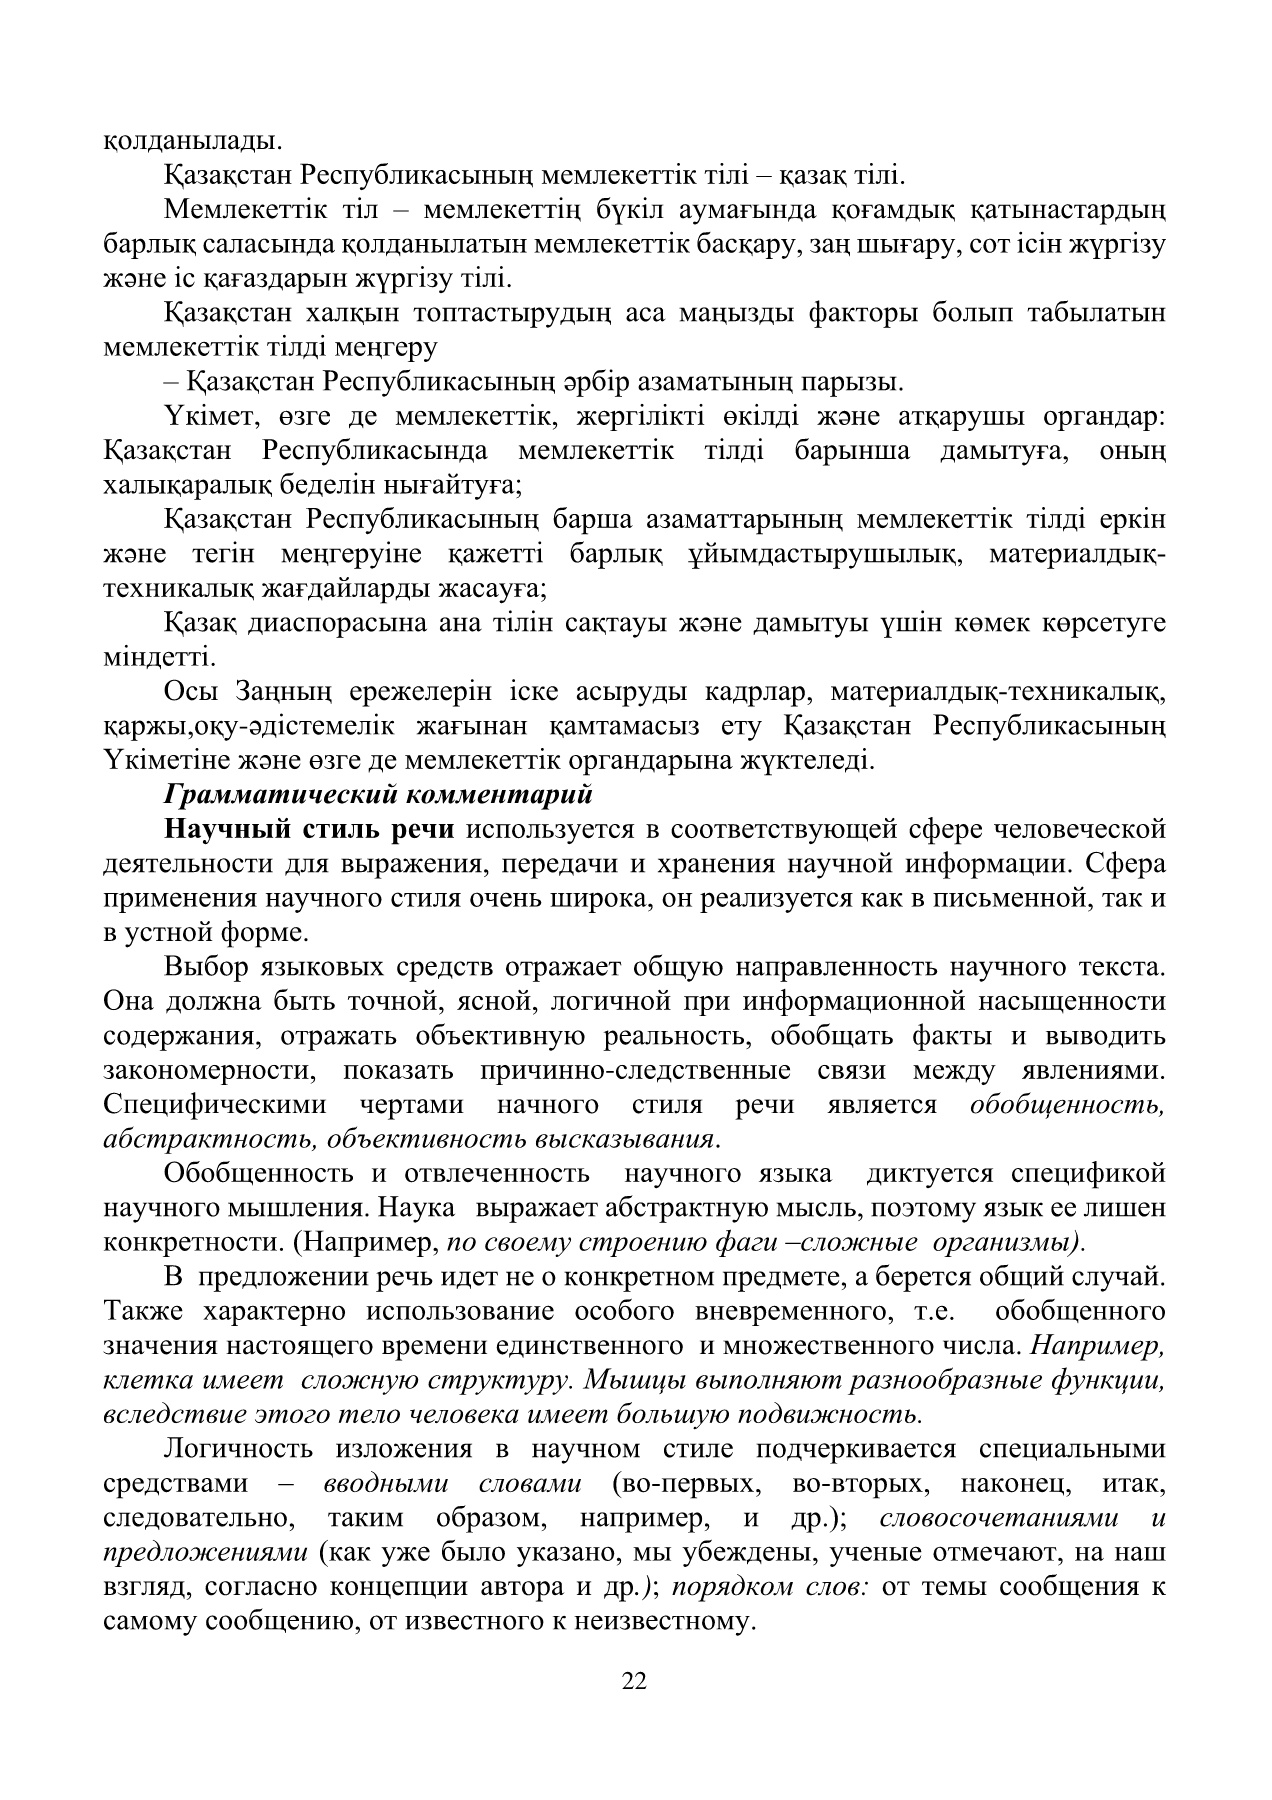 қолданылады.
Қазақстан Республикасының мемлекеттік тілі – қазақ тілі.
Мемлекеттік тіл – мемлекеттің бүкіл аумағында қоғамдық қатынастардың
барлық саласында қолданылатын мемлекеттік басқару, заң шығару, сот ісін жүргізу
және іс қағаздарын жүргізу тілі.
Қазақстан халқын топтастырудың аса маңызды факторы болып табылатын
мемлекеттік тілді меңгеру
– Қазақстан Республикасының әрбір азаматының парызы.
Үкімет, өзге де мемлекеттік, жергілікті өкілді және атқарушы органдар:
Қазақстан Республикасында мемлекеттік тілді барынша дамытуға, оның
халықаралық беделін нығайтуға;
Қазақстан Республикасының барша азаматтарының мемлекеттік тілді еркін
және тегін меңгеруіне қажетті барлық ұйымдастырушылық, материалдық-
техникалық жағдайларды жасауға;
Қазақ диаспорасына ана тілін сақтауы және дамытуы үшін көмек көрсетуге
міндетті.
Осы Заңның ережелерін іске асыруды кадрлар, материалдық-техникалық,
қаржы,оқу-әдістемелік жағынан қамтамасыз ету Қазақстан Республикасының
Үкіметіне және өзге де мемлекеттік органдарына жүктеледі.
Грамматический комментарий
Научный стиль речи используется в соответствующей сфере человеческой
деятельности для выражения, передачи и хранения научной информации. Сфера
применения научного стиля очень широка, он реализуется как в письменной, так и
в устной форме.
Выбор языковых средств отражает общую направленность научного текста.
Она должна быть точной, ясной, логичной при информационной насыщенности
содержания, отражать объективную реальность, обобщать факты и выводить
закономерности, показать причинно-следственные связи между явлениями.
Специфическими чертами начного стиля речи является обобщенность,
абстрактность, объективность высказывания.
Обобщенность и отвлеченность научного языка диктуется спецификой
научного мышления. Наука выражает абстрактную мысль, поэтому язык ее лишен
конкретности. (Например, по своему строению фаги –сложные организмы).
В предложении речь идет не о конкретном предмете, а берется общий случай.
Также характерно использование особого вневременного, т.е. обобщенного
значения настоящего времени единственного и множественного числа. Например,
клетка имеет сложную структуру. Мышцы выполняют разнообразные функции,
вследствие этого тело человека имеет большую подвижность.
Логичность изложения в научном стиле подчеркивается специальными
средствами – вводными словами (во-первых, во-вторых, наконец, итак,
следовательно, таким образом, например, и др.); словосочетаниями и
предложениями (как уже было указано, мы убеждены, ученые отмечают, на наш
взгляд, согласно концепции автора и др.); порядком слов: от темы сообщения к
самому сообщению, от известного к неизвестному.
22